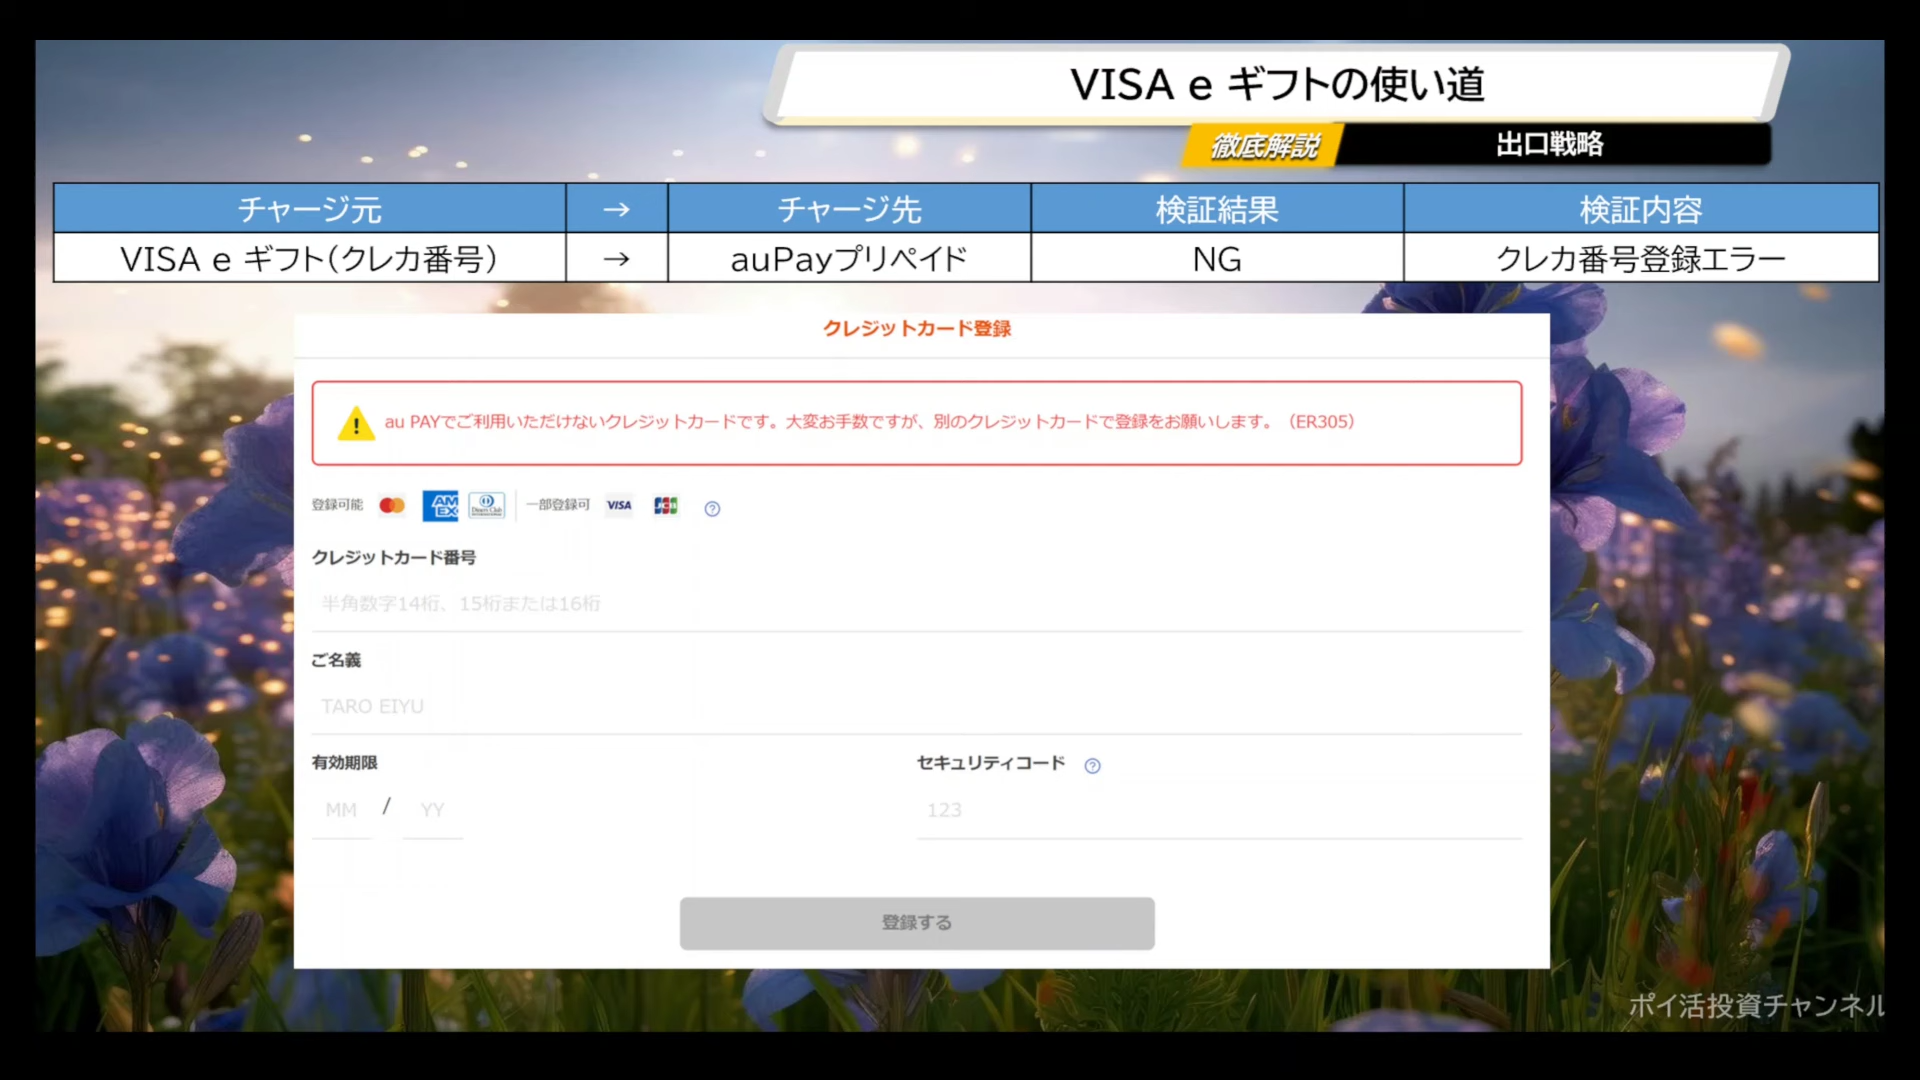 VISA e ギフトの使い道
徹底解説 出口戦略
チャージ元 → チャージ先 検証結果 検証内容
VISA e ギフト(クレカ番号) → auPayプリペイド NG クレカ番号登録エラー
クレジットカード登録
au PAYでご利用いただけないクレジットカードです。大変お手数ですが、別のクレジットカードで登録をお願いします。（ER305）
登録可能 AMEX Diners Club INTERNATIONAL 一部登録可 VISA JCB ?
クレジットカード番号
半角数字14桁、15桁または16桁
ご名義
TARO EIYU
有効期限 セキュリティコード ?
MM / YY 123
登録する
ポイ活投資チャンネル